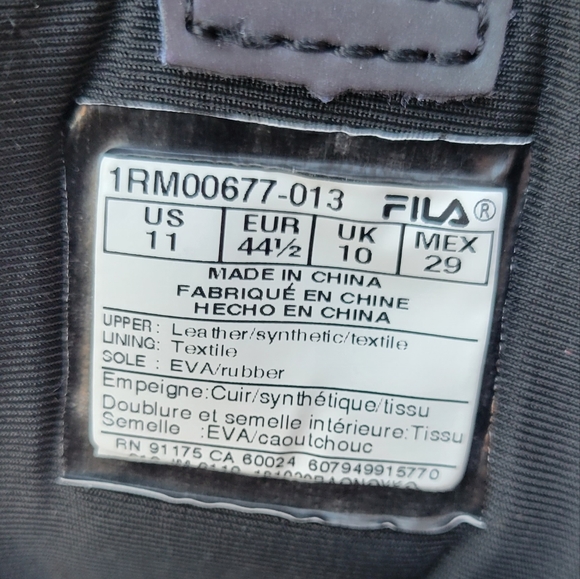 1RM00677-013 FILA®
US EUR UK MEX
11 44½ 10 29
MADE IN CHINA
FABRIQUÉ EN CHINE
HECHO EN CHINA
UPPER: Leather/synthetic/textile
LINING: Textile
SOLE : EVA/rubber
Empeigne:Cuir/synthétique/tissu
Doublure et semelle intérieure:Tissu
Semelle :EVA/caoutchouc
RN 91175 CA 60024 607949915770